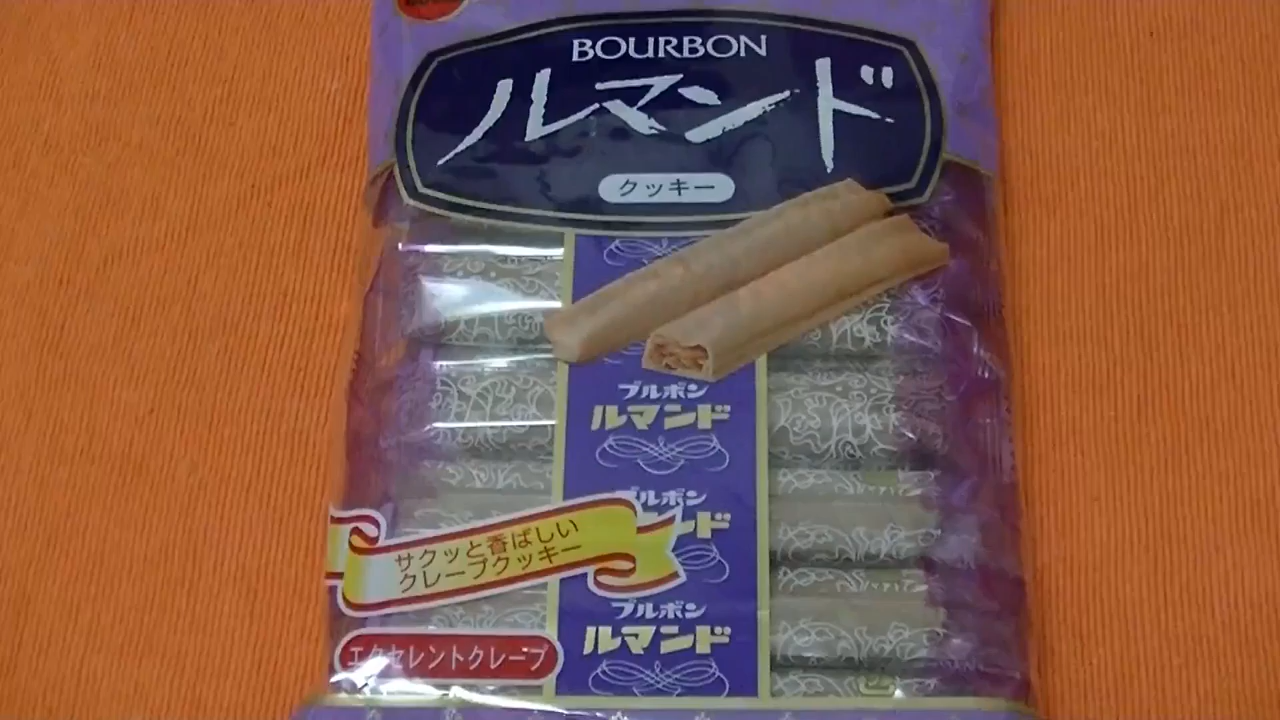 BOURBON
ルマンド
クッキー
ブルボン
ルマンド
ブルボン
サクッと香ばしい
クレープクッキー
ブルボン
ルマンド
エクセレントクレープ